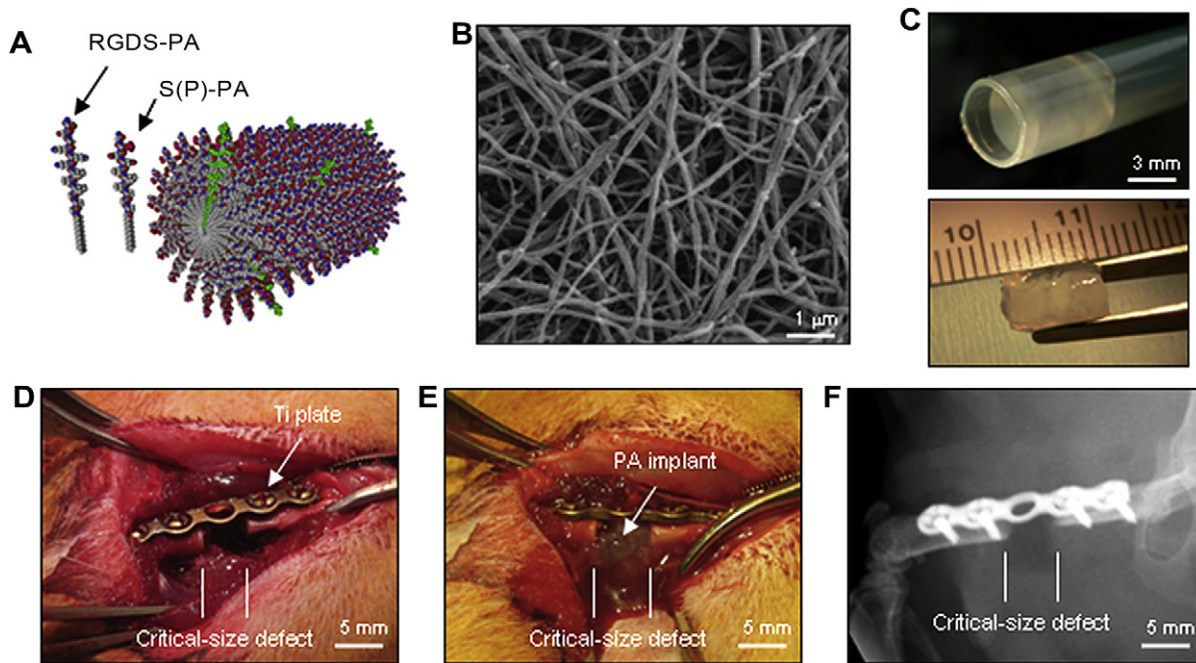 A
RGDS-PA
S(P)-PA
B
1 μm
C
3 mm
10
11
D
Ti plate
Critical-size defect
5 mm
E
PA implant
Critical-size defect
5 mm
F
Critical-size defect
5 mm